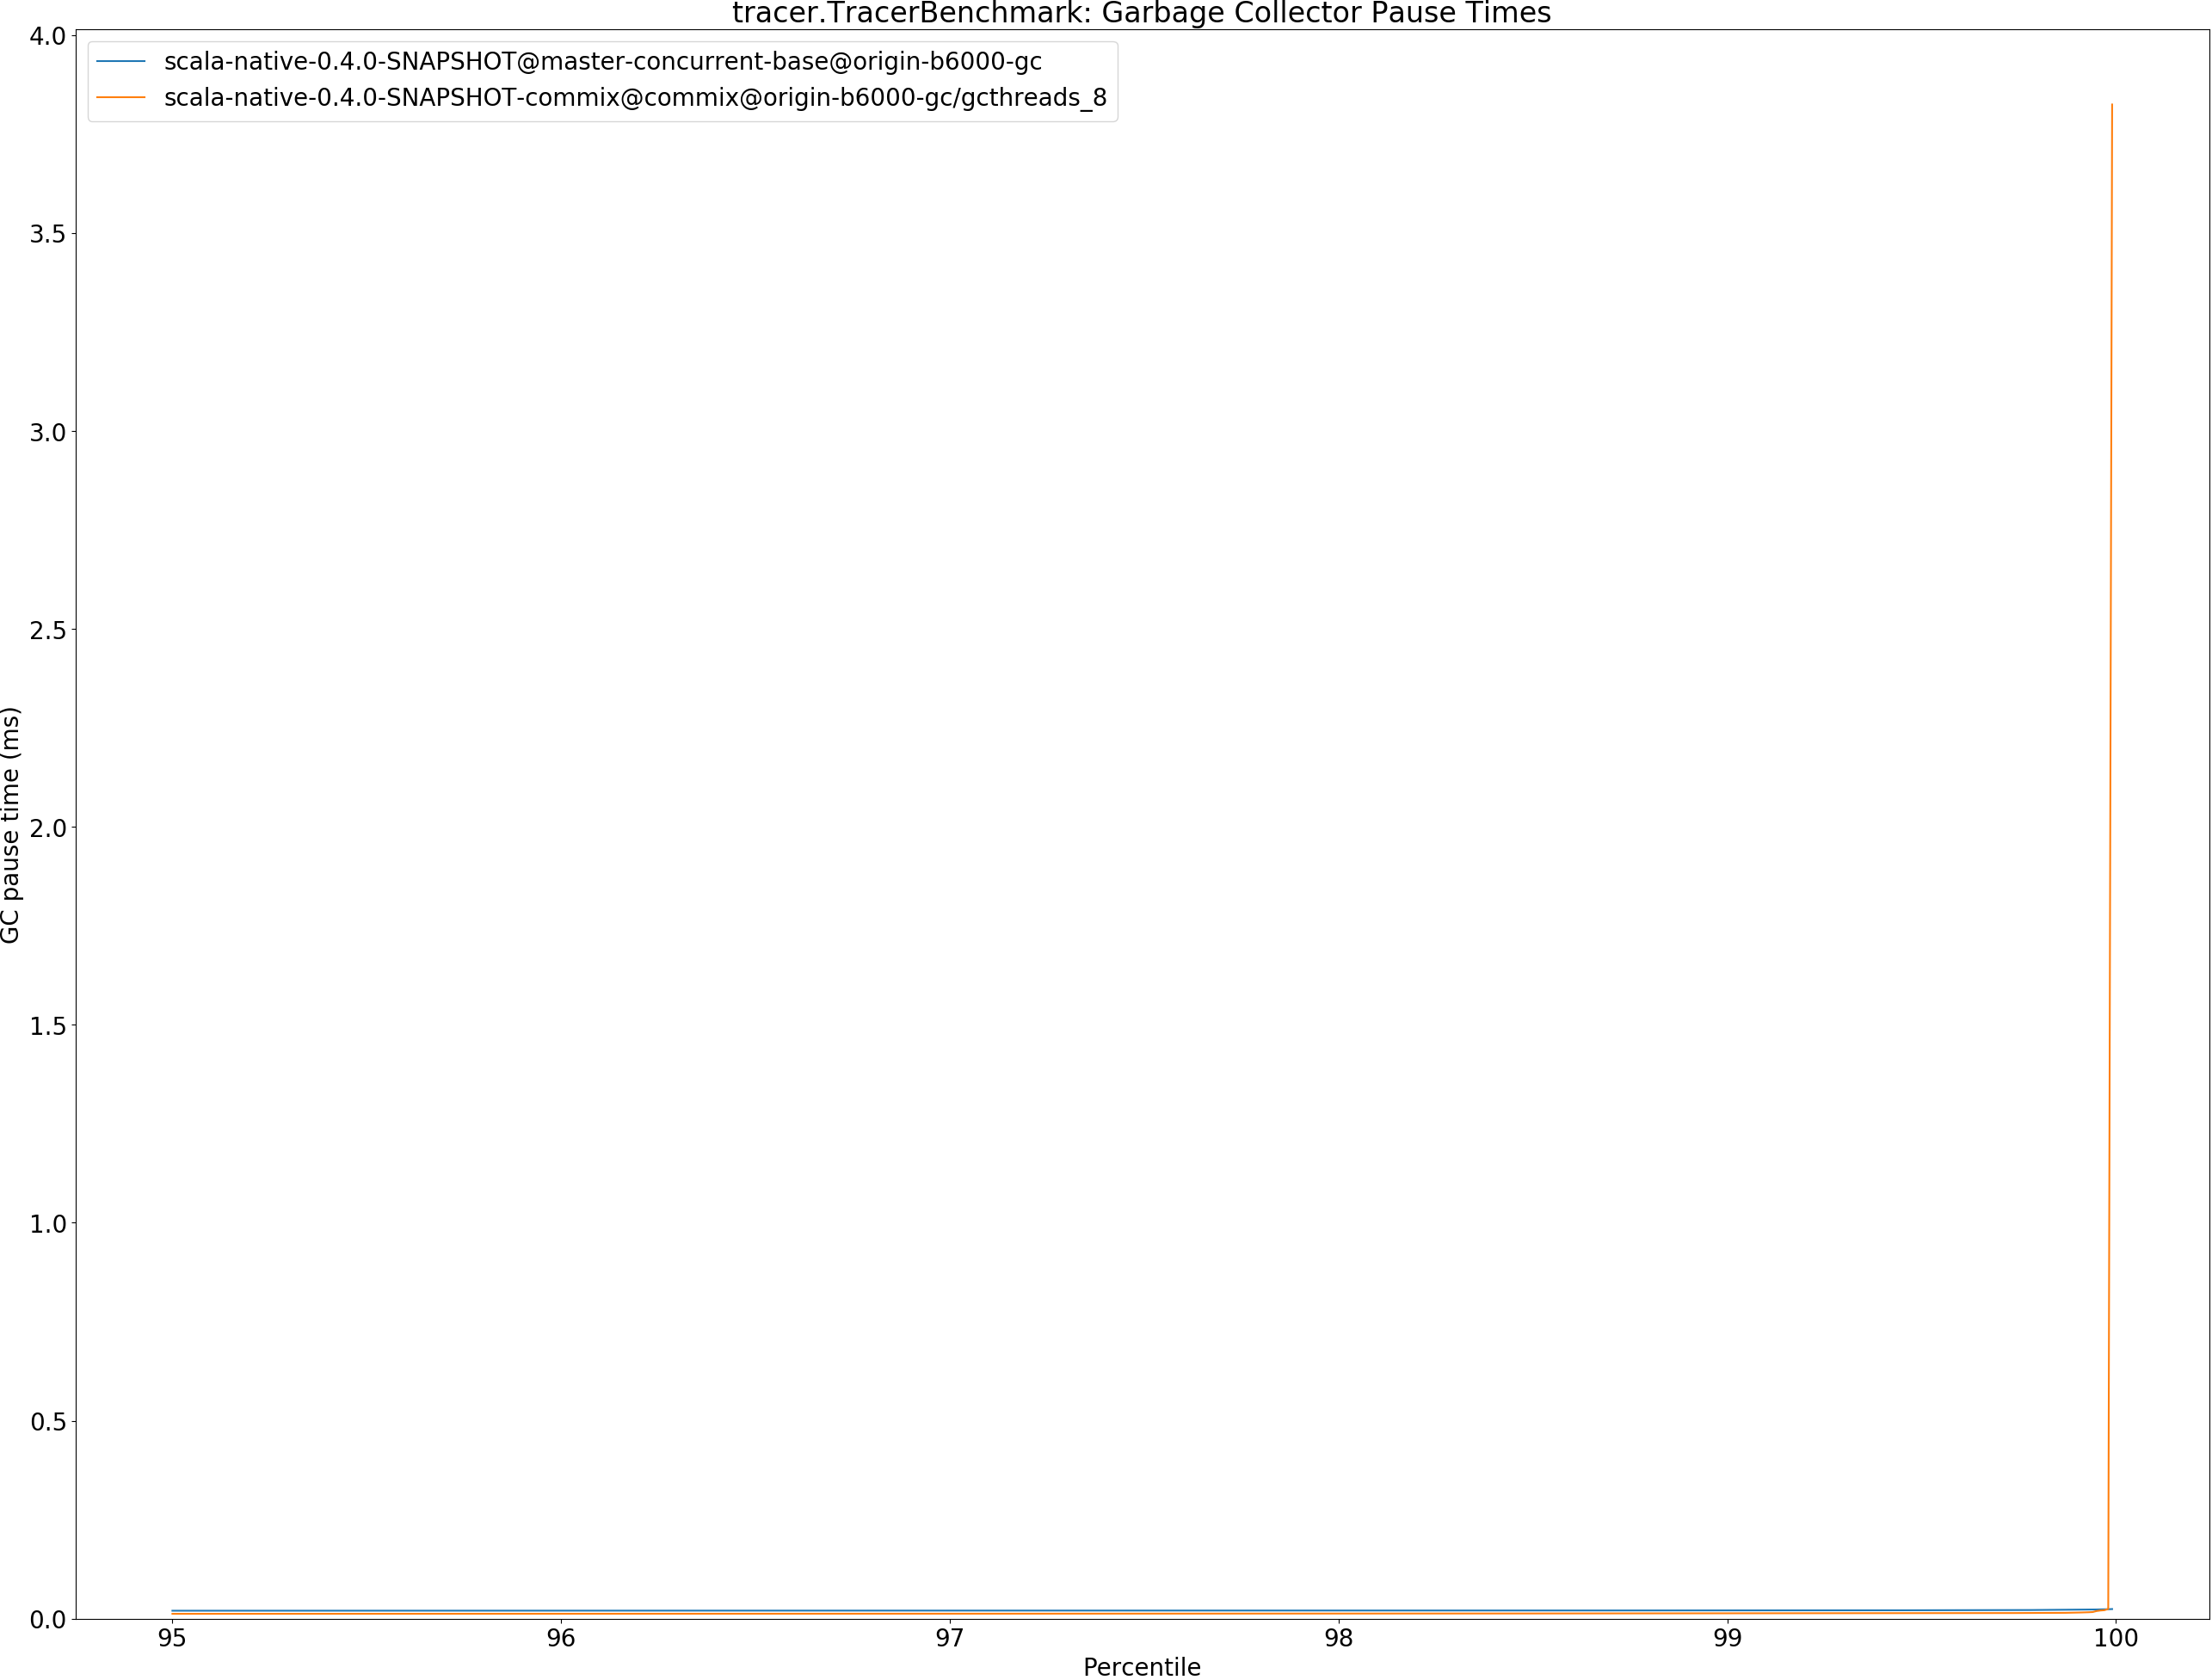 tracer.TracerBenchmark: Garbage Collector Pause Times
scala-native-0.4.0-SNAPSHOT@master-concurrent-base@origin-b6000-gc
scala-native-0.4.0-SNAPSHOT-commix@commix@origin-b6000-gc/gcthreads_8
GC pause time (ms)
4.0
3.5
3.0
2.5
2.0
1.5
1.0
0.5
0.0
95 96 97 98 99 100
Percentile